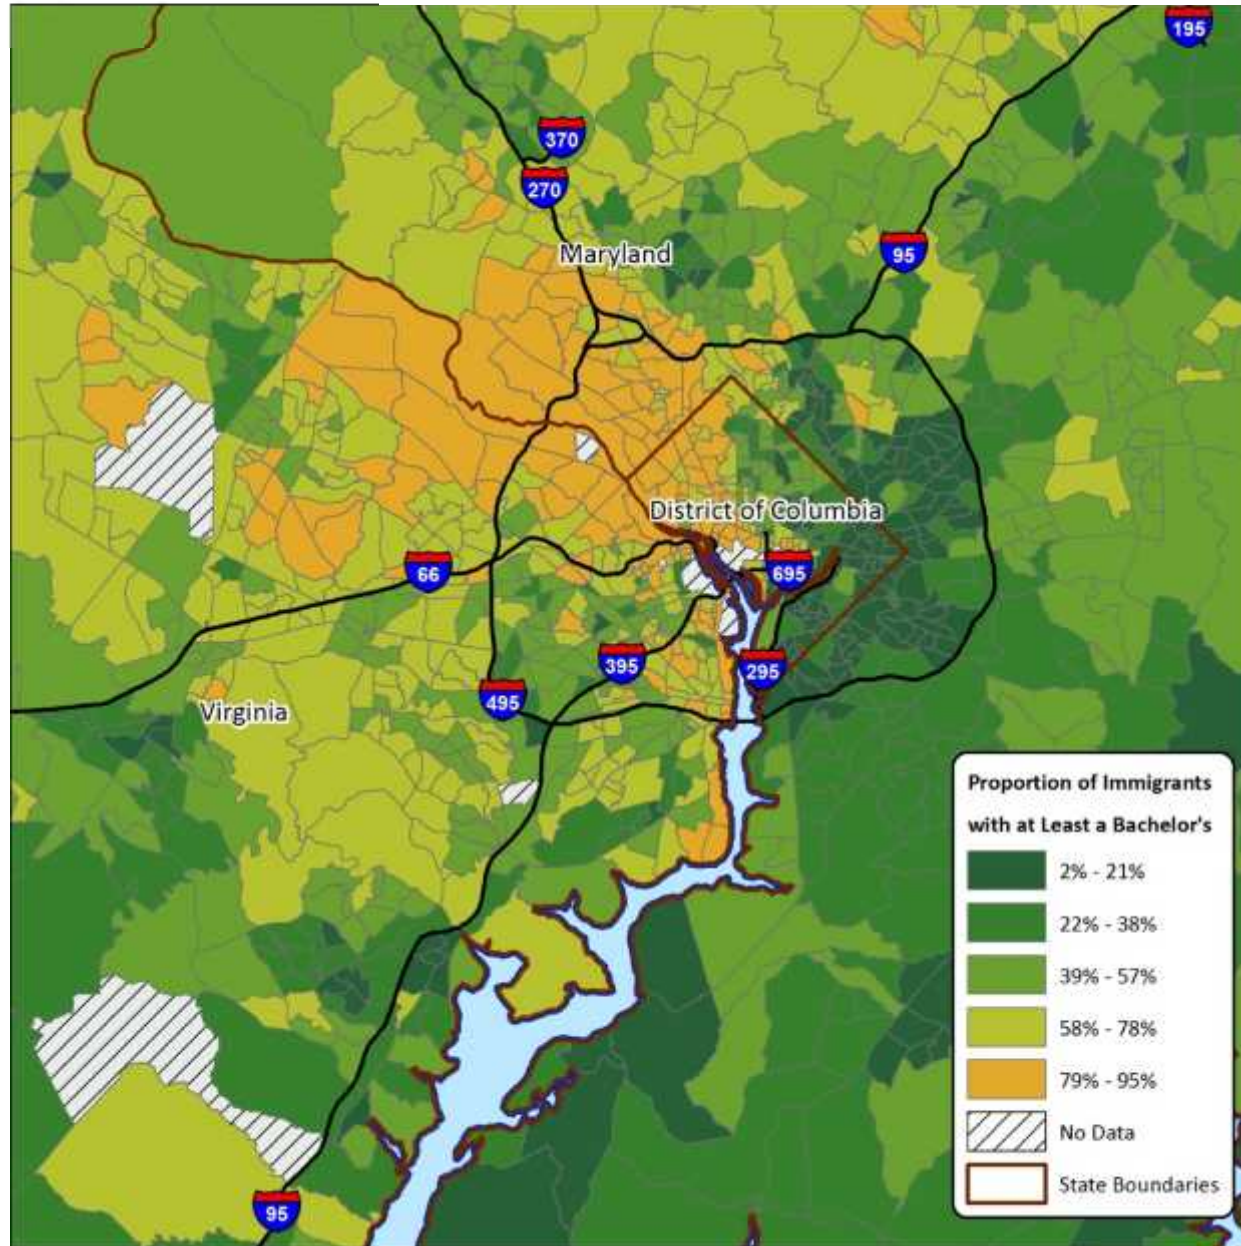 195
370
270
Maryland
95
District of Columbia
66
695
395
295
495
Virginia
Proportion of Immigrants
with at Least a Bachelor's
2% - 21%
22% - 38%
39% - 57%
58% - 78%
79% - 95%
No Data
State Boundaries
95